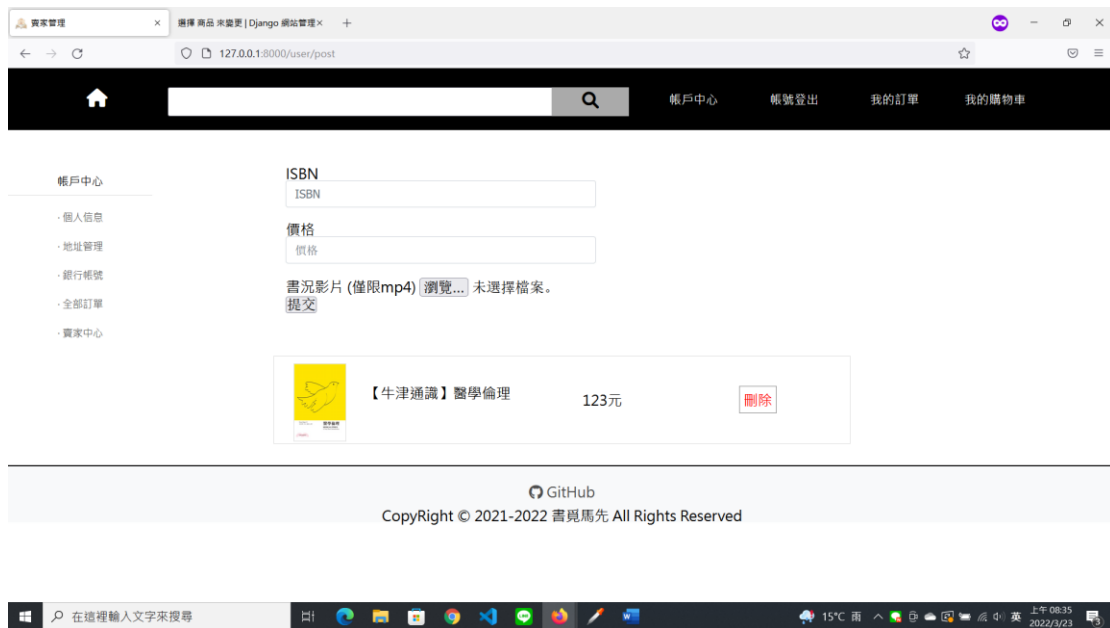 賣家管理
選擇 商品 來變更 | Django 網站管理
127.0.0.1:8000/user/post
帳戶中心 帳號登出 我的訂單 我的購物車
帳戶中心
· 個人信息
· 地址管理
· 銀行帳號
· 全部訂單
· 賣家中心
ISBN
ISBN
價格
價格
書況影片 (僅限mp4) 瀏覽... 未選擇檔案。
提交
【牛津通識】醫學倫理 123元 刪除
醫學倫理
GitHub
CopyRight © 2021-2022 書覓馬先 All Rights Reserved
在這裡輸入文字來搜尋
15°C 雨 英 上午 08:35
2022/3/23